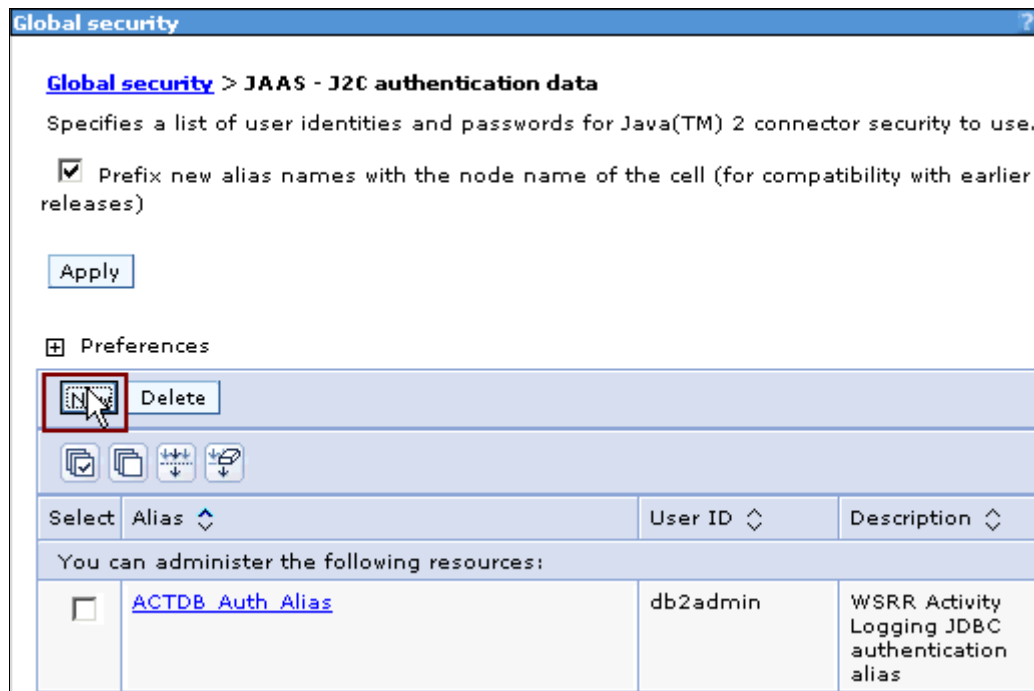 Global security
?
Global security > JAAS - J2C authentication data
Specifies a list of user identities and passwords for Java(TM) 2 connector security to use.
Prefix new alias names with the node name of the cell (for compatibility with earlier
releases)
Apply
Preferences
Delete
Select Alias User ID Description
You can administer the following resources:
ACTDB_Auth_Alias db2admin WSRR Activity
Logging JDBC
authentication
alias